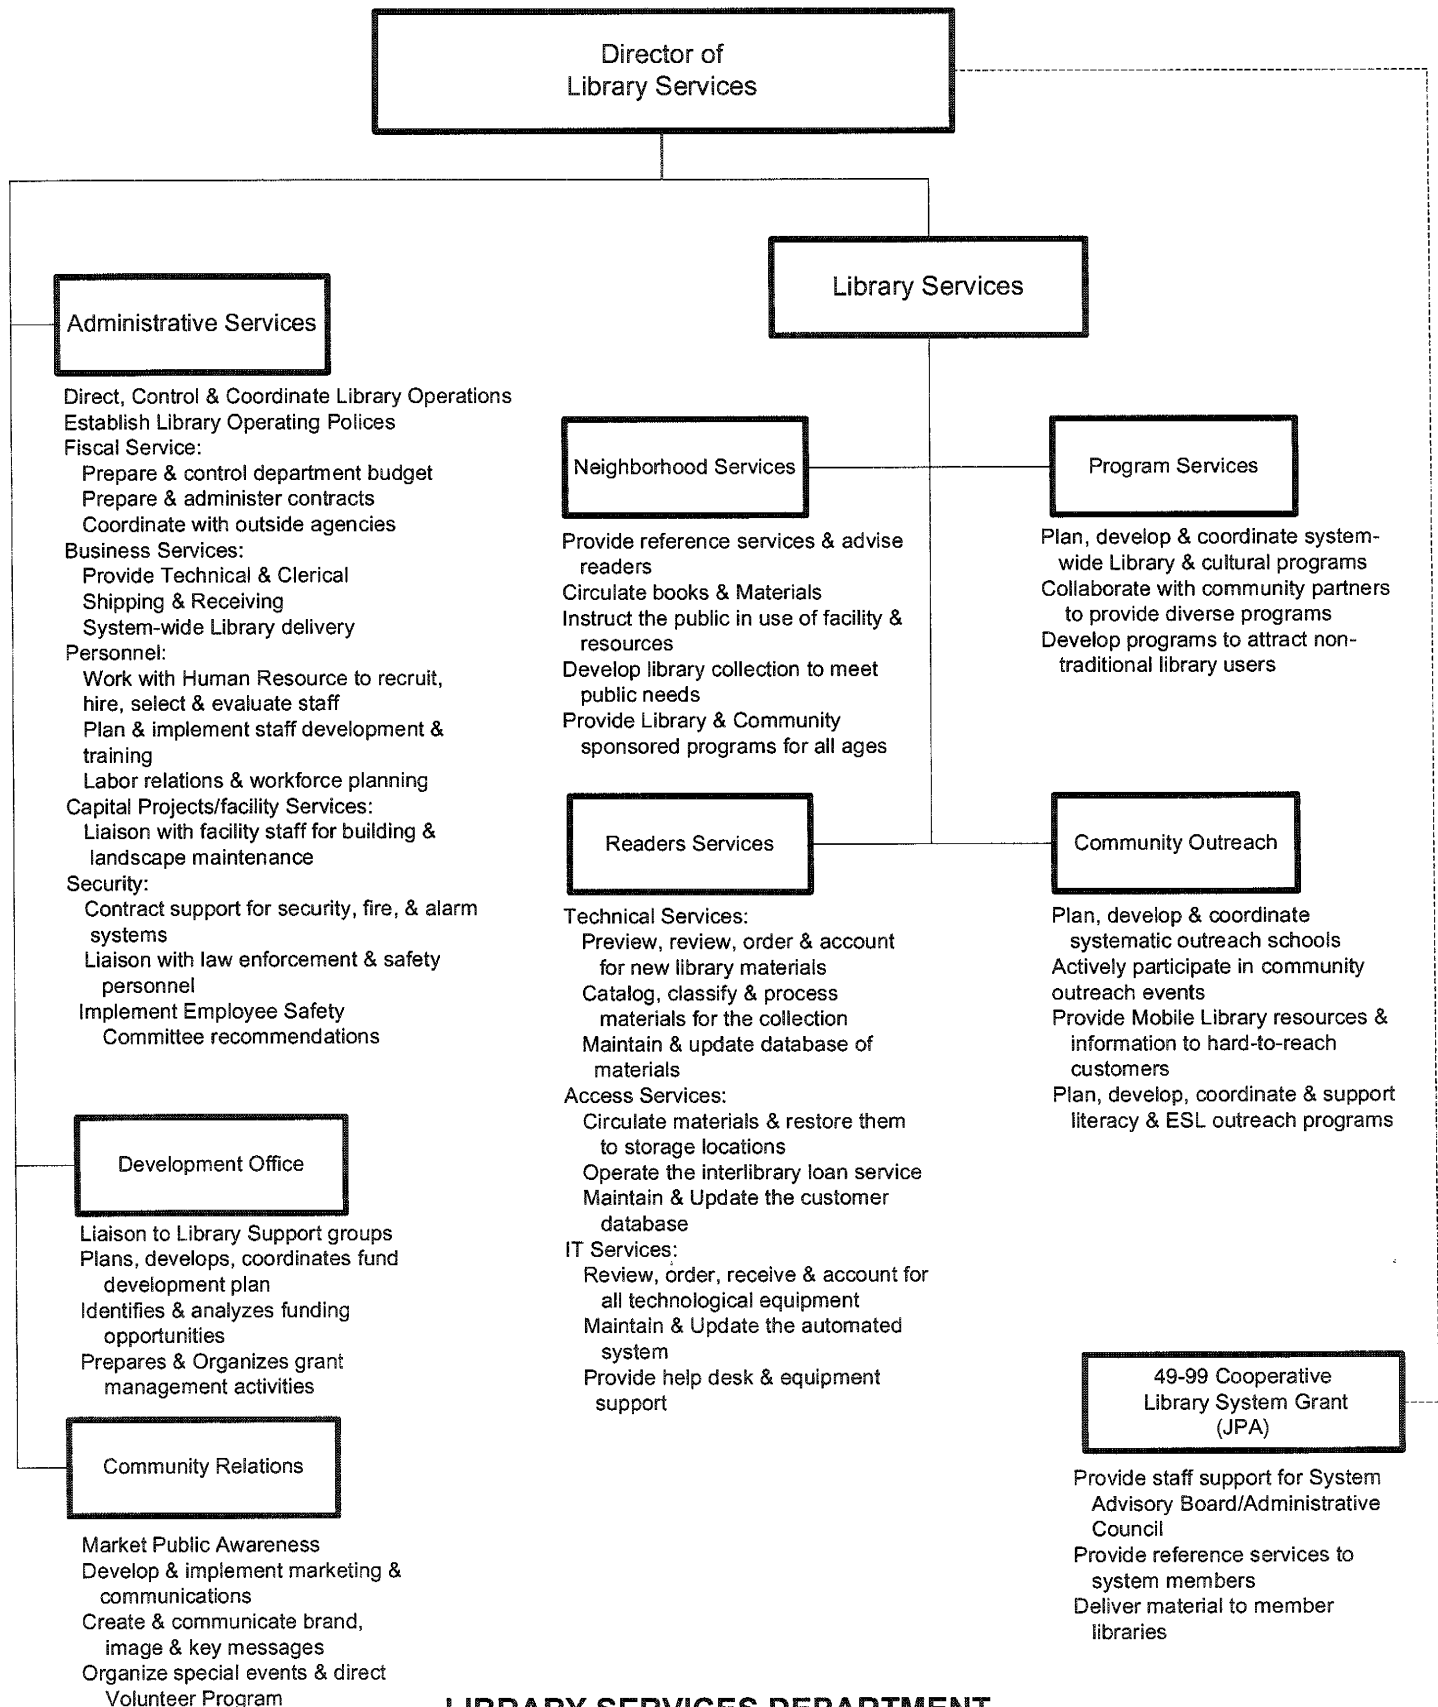 Director of
Library Services
Library Services
Administrative Services
Direct, Control & Coordinate Library Operations
Establish Library Operating Polices
Fiscal Service:
Prepare & control department budget
Prepare & administer contracts
Coordinate with outside agencies
Business Services:
Provide Technical & Clerical
Shipping & Receiving
System-wide Library delivery
Personnel:
Work with Human Resource to recruit,
hire, select & evaluate staff
Plan & implement staff development &
training
Labor relations & workforce planning
Capital Projects/facility Services:
Liaison with facility staff for building &
landscape maintenance
Security:
Contract support for security, fire, & alarm
systems
Liaison with law enforcement & safety
personnel
Implement Employee Safety
Committee recommendations
Development Office
Liaison to Library Support groups
Plans, develops, coordinates fund
development plan
Identifies & analyzes funding
opportunities
Prepares & Organizes grant
management activities
Community Relations
Market Public Awareness
Develop & implement marketing &
communications
Create & communicate brand,
image & key messages
Organize special events & direct
Volunteer Program
Neighborhood Services
Provide reference services & advise
readers
Circulate books & Materials
Instruct the public in use of facility &
resources
Develop library collection to meet
public needs
Provide Library & Community
sponsored programs for all ages
Program Services
Plan, develop & coordinate system-
wide Library & cultural programs
Collaborate with community partners
to provide diverse programs
Develop programs to attract non-
traditional library users
Readers Services
Technical Services:
Preview, review, order & account
for new library materials
Catalog, classify & process
materials for the collection
Maintain & update database of
materials
Access Services:
Circulate materials & restore them
to storage locations
Operate the interlibrary loan service
Maintain & Update the customer
database
IT Services:
Review, order, receive & account for
all technological equipment
Maintain & Update the automated
system
Provide help desk & equipment
support
Community Outreach
Plan, develop & coordinate
systematic outreach schools
Actively participate in community
outreach events
Provide Mobile Library resources &
information to hard-to-reach
customers
Plan, develop, coordinate & support
literacy & ESL outreach programs
49-99 Cooperative
Library System Grant
(JPA)
Provide staff support for System
Advisory Board/Administrative
Council
Provide reference services to
system members
Deliver material to member
libraries
LIBRARY SERVICES DEPARTMENT